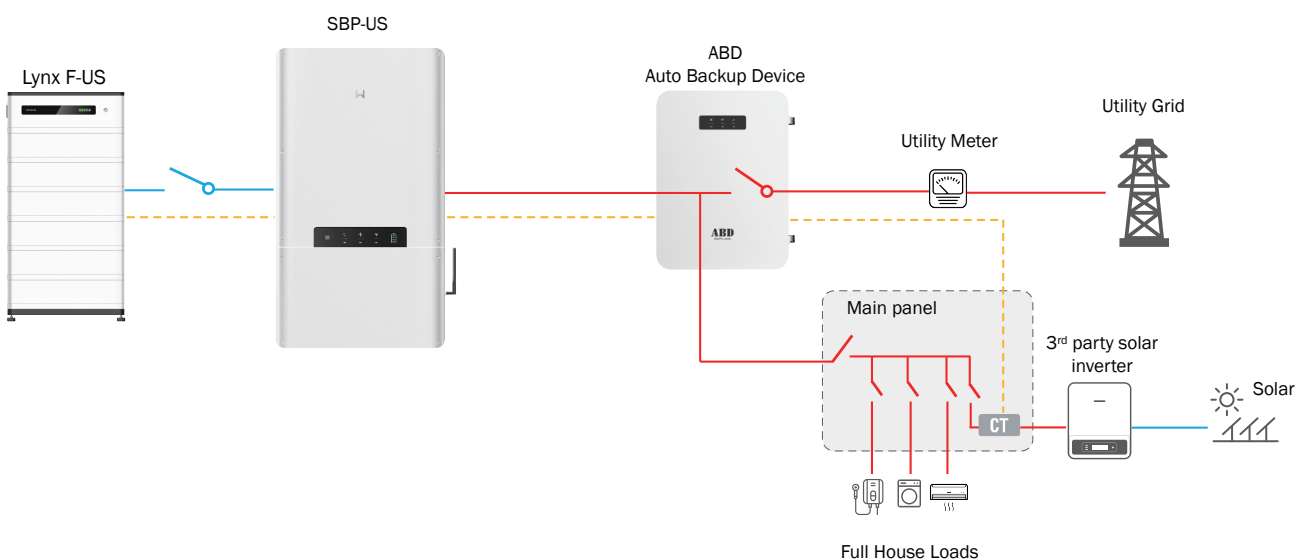 SBP-US
Lynx F-US
ABD
Auto Backup Device
Utility Grid
Utility Meter
ABD
Main panel
3rd party solar
inverter
Solar
CT
Full House Loads